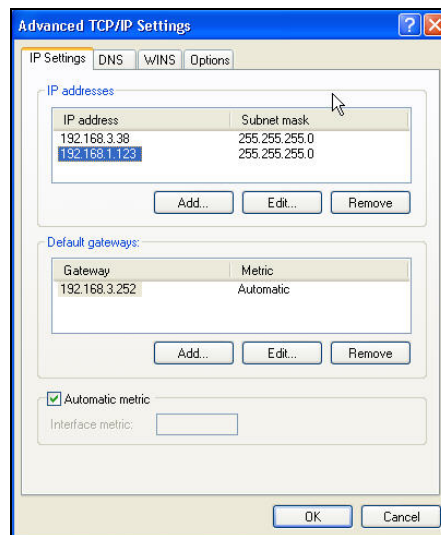 Advanced TCP/IP Settings
IP Settings DNS WINS Options
IP addresses
IP address Subnet mask
192.168.3.38 255.255.255.0
192.168.1.123 255.255.255.0
Add... Edit... Remove
Default gateways:
Gateway Metric
192.168.3.252 Automatic
Add... Edit... Remove
Automatic metric
Interface metric:
OK Cancel